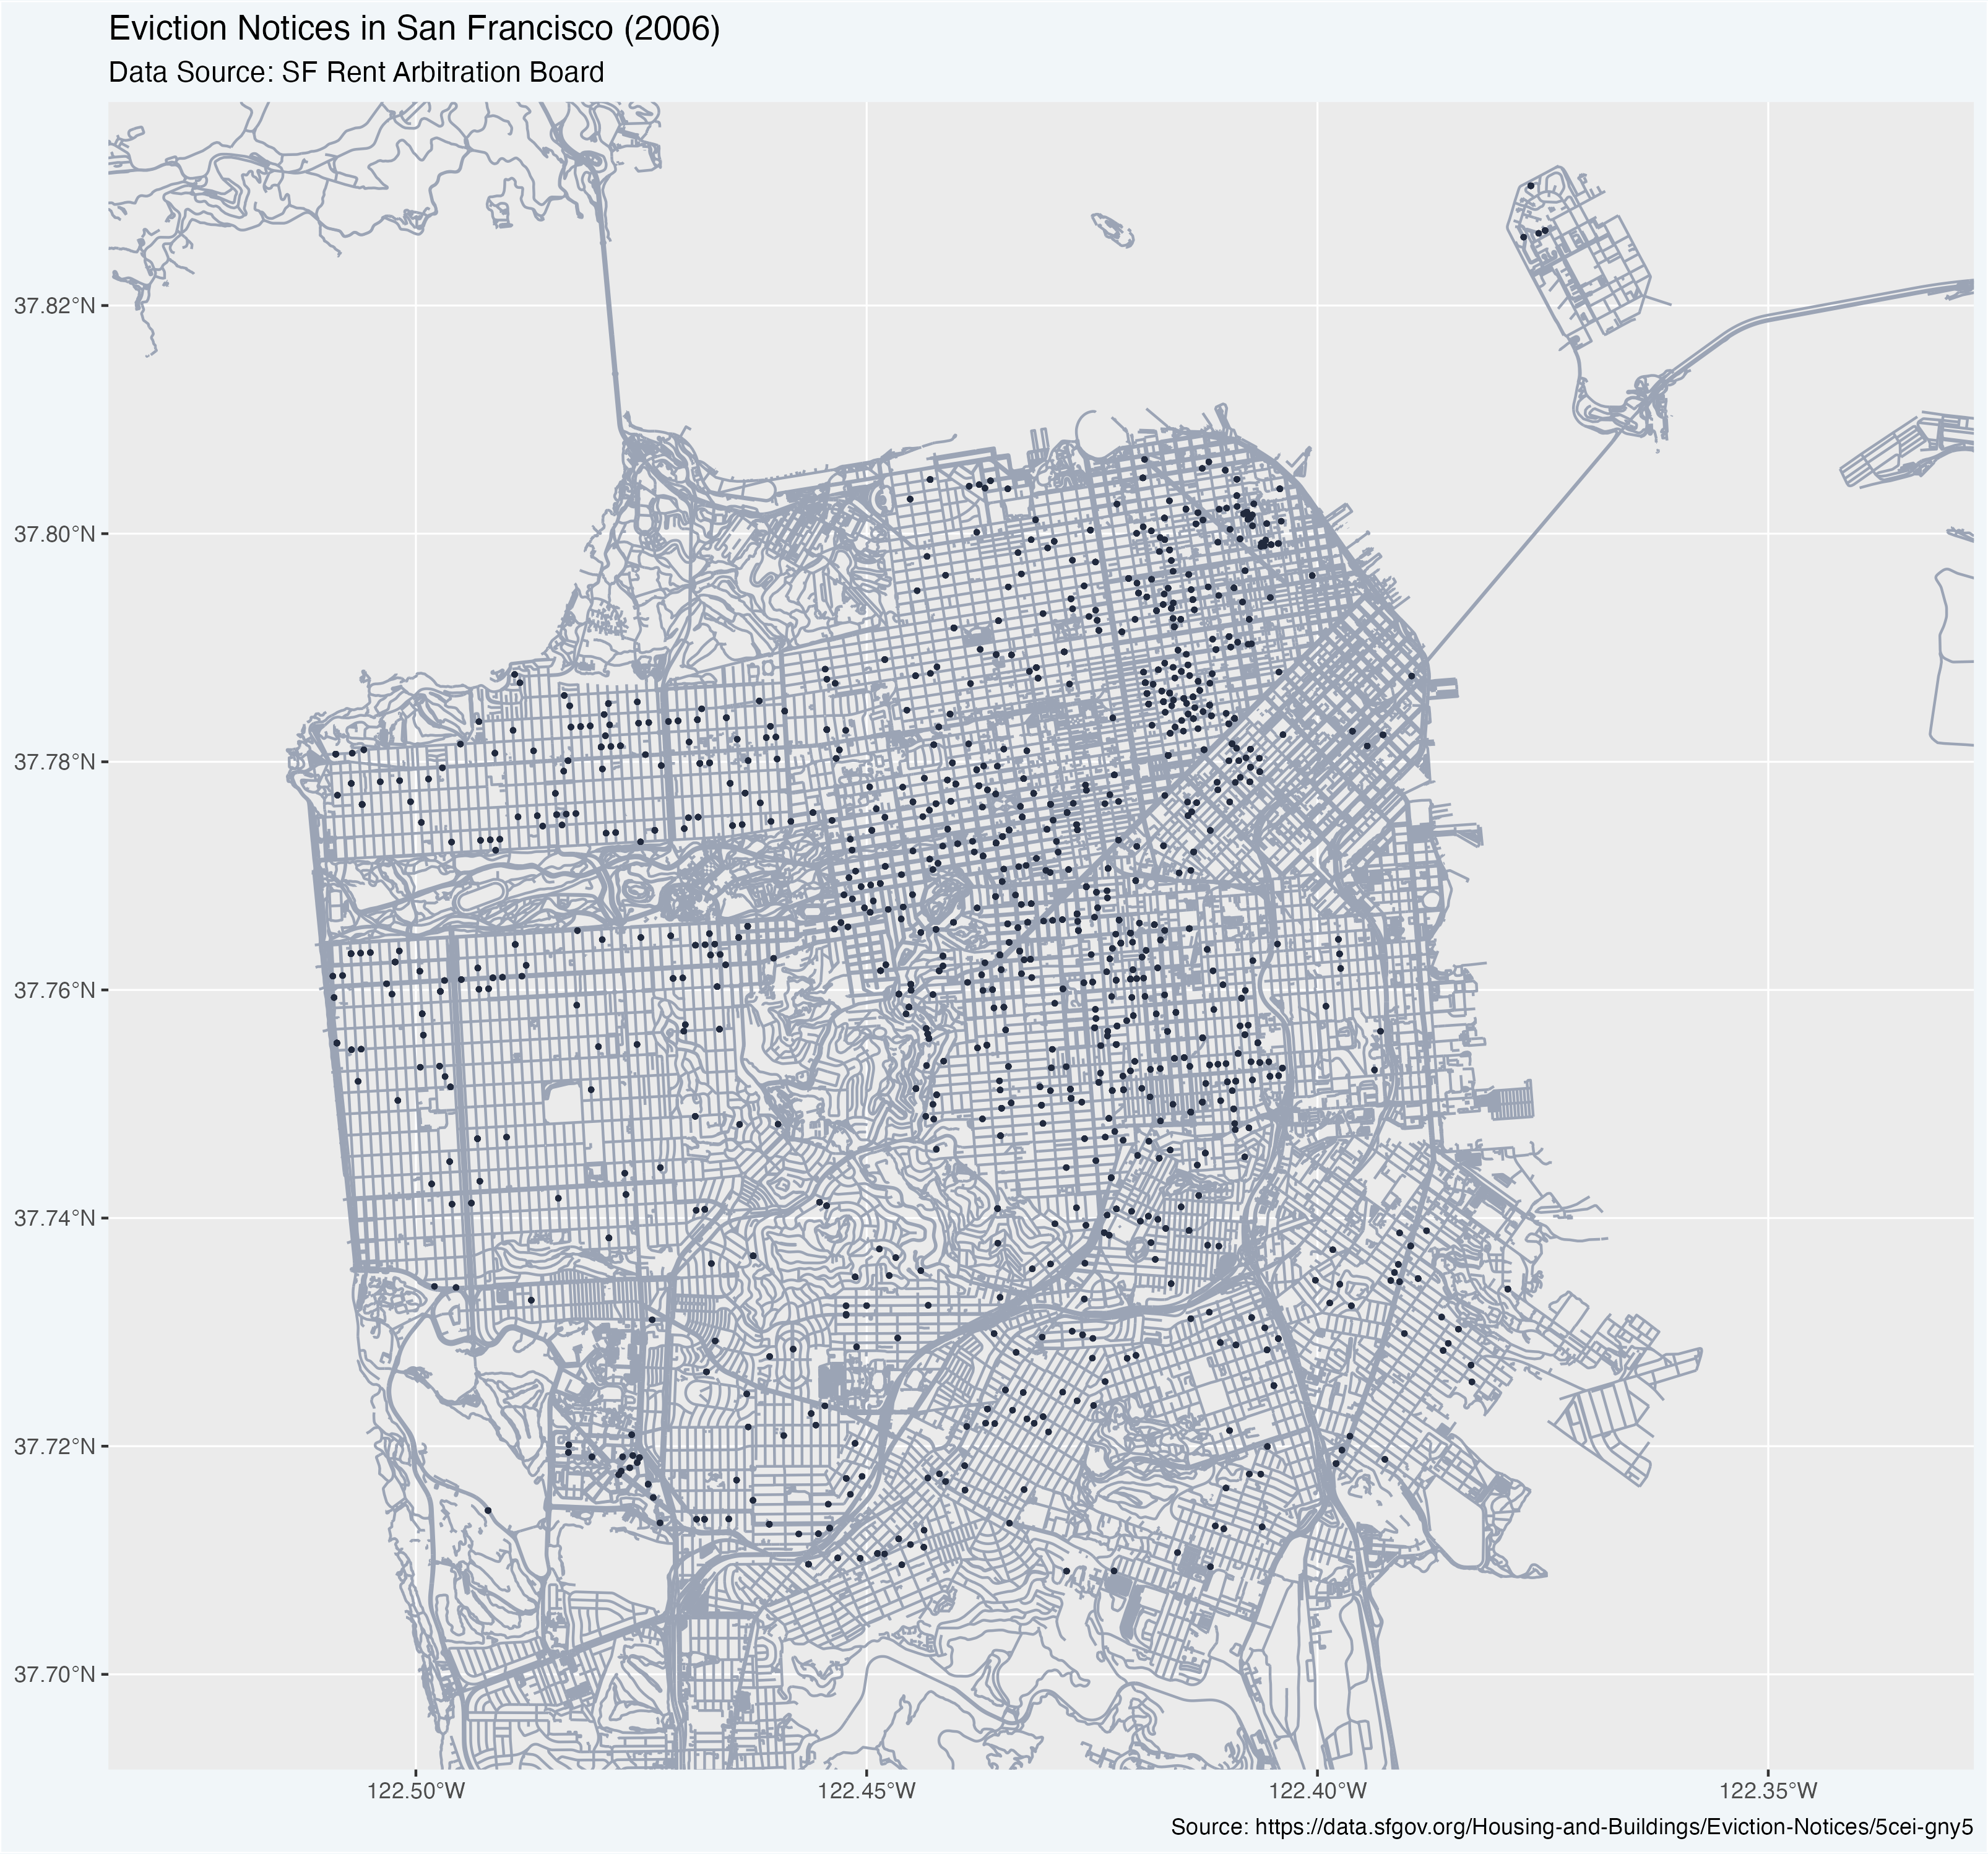 Eviction Notices in San Francisco (2006)
Data Source: SF Rent Arbitration Board
37.82°N
37.80°N
37.78°N
37.76°N
37.74°N
37.72°N
37.70°N
122.50°W
122.45°W
122.40°W
122.35°W
Source: https://data.sfgov.org/Housing-and-Buildings/Eviction-Notices/5cei-gny5